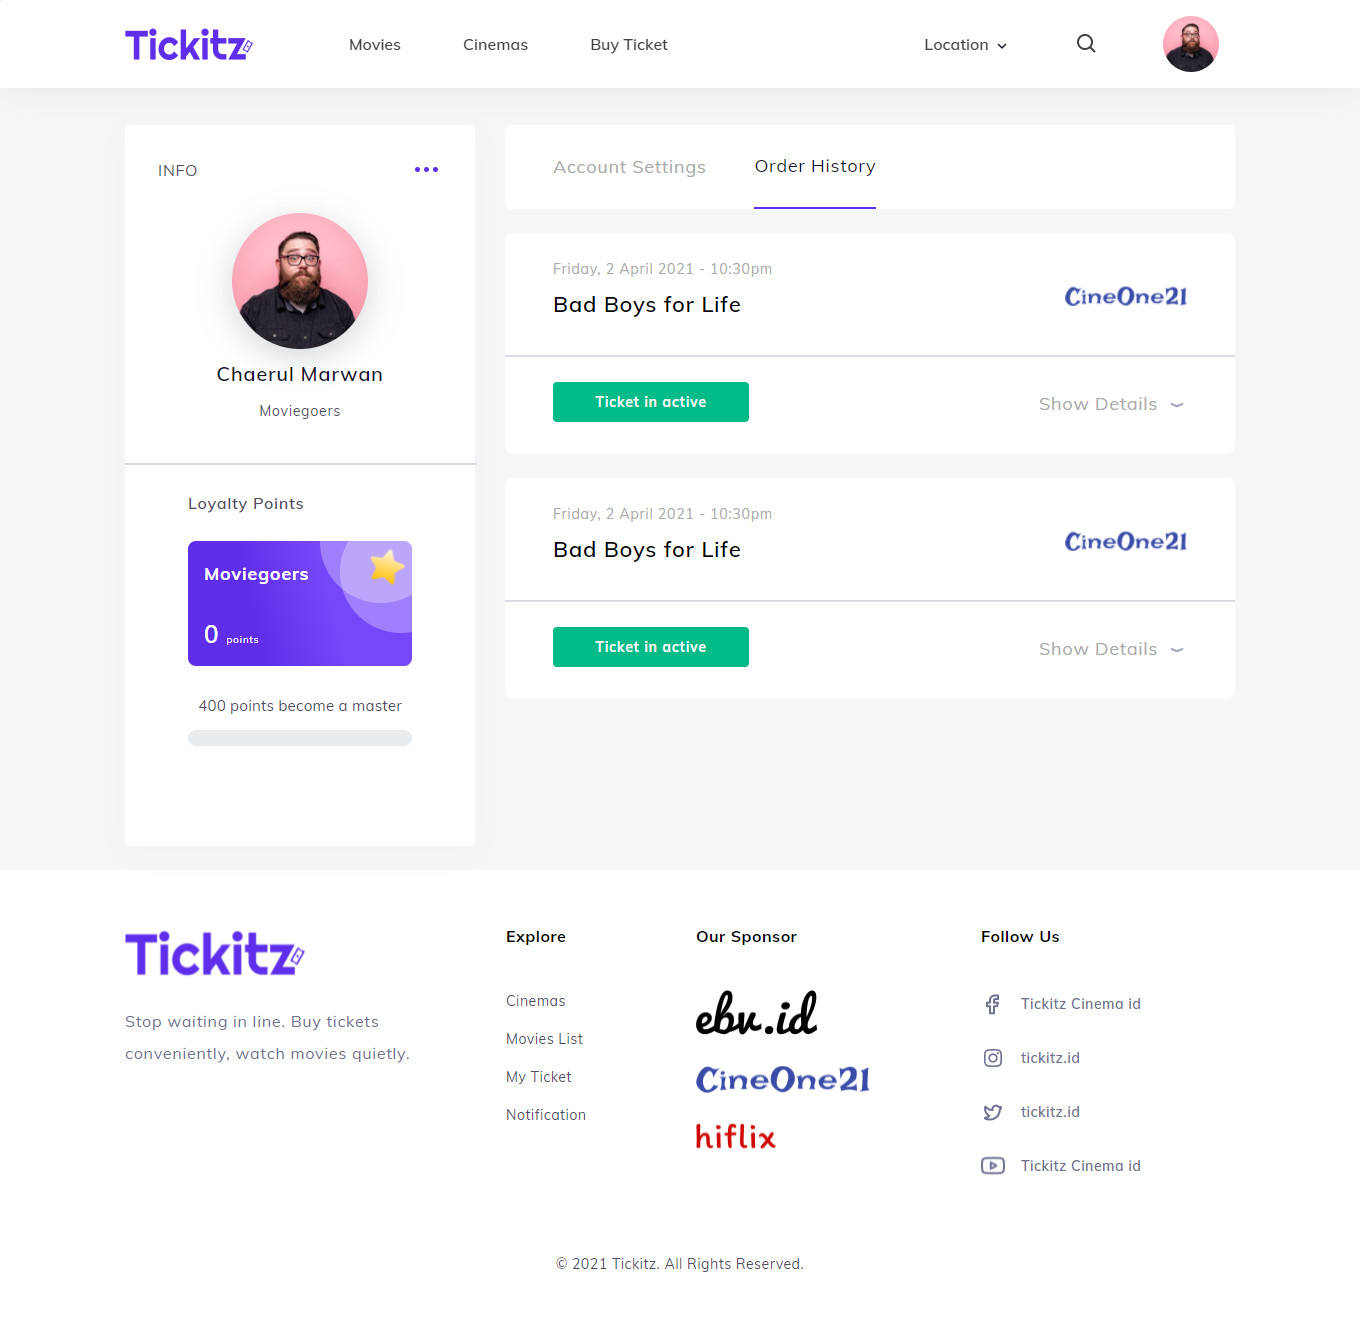 Tickitz
Movies
Cinemas
Buy Ticket
Location
INFO
Chaerul Marwan
Moviegoers
Loyalty Points
Moviegoers
0 points
400 points become a master
Account Settings
Order History
Friday, 2 April 2021 - 10:30pm
Bad Boys for Life
CineOne21
Ticket in active
Show Details
Friday, 2 April 2021 - 10:30pm
Bad Boys for Life
CineOne21
Ticket in active
Show Details
Tickitz
Stop waiting in line. Buy tickets
conveniently, watch movies quietly.
Explore
Cinemas
Movies List
My Ticket
Notification
Our Sponsor
ebv.id
CineOne21
hiflix
Follow Us
Tickitz Cinema id
tickitz.id
tickitz.id
Tickitz Cinema id
© 2021 Tickitz. All Rights Reserved.